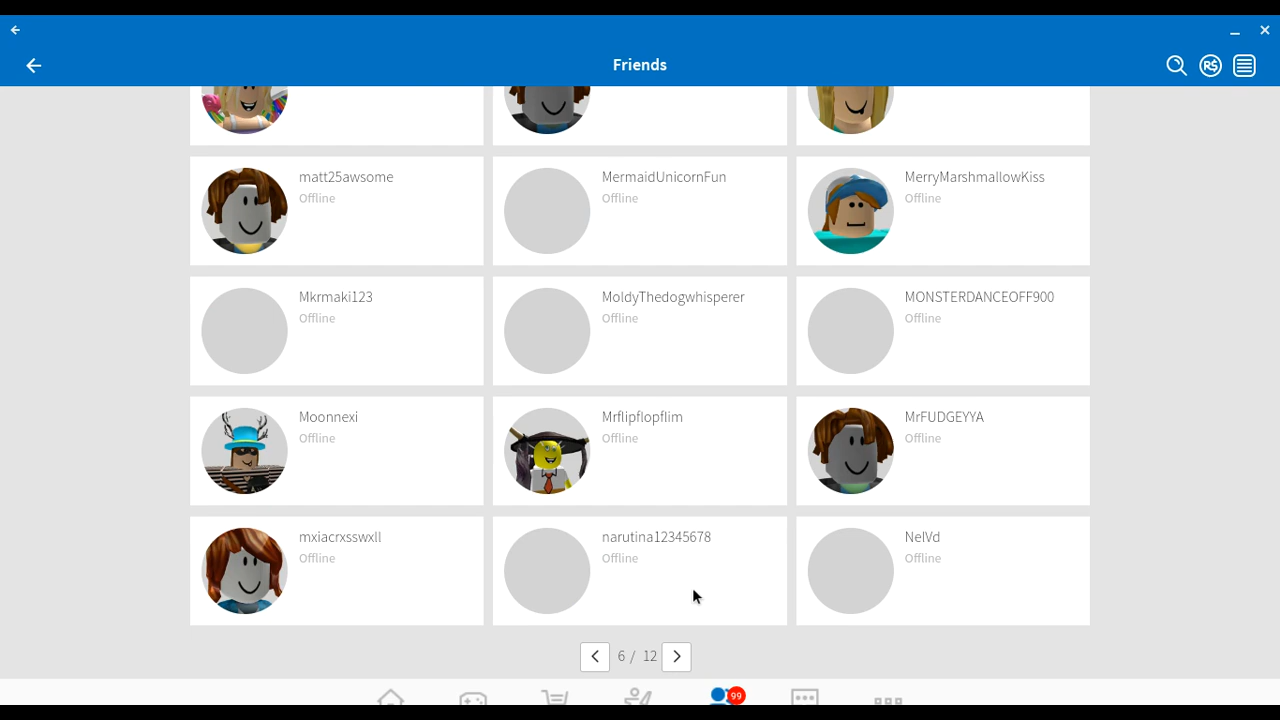 Friends
R$
matt25awsome
Offline
MermaidUnicornFun
Offline
MerryMarshmallowKiss
Offline
Mkrmaki123
Offline
MoldyThedogwhisperer
Offline
MONSTERDANCEOFF900
Offline
Moonnexi
Offline
Mrflipflopflim
Offline
MrFUDGEYYA
Offline
mxiacrxsswxll
Offline
narutina12345678
Offline
NelVd
Offline
6 / 12
99